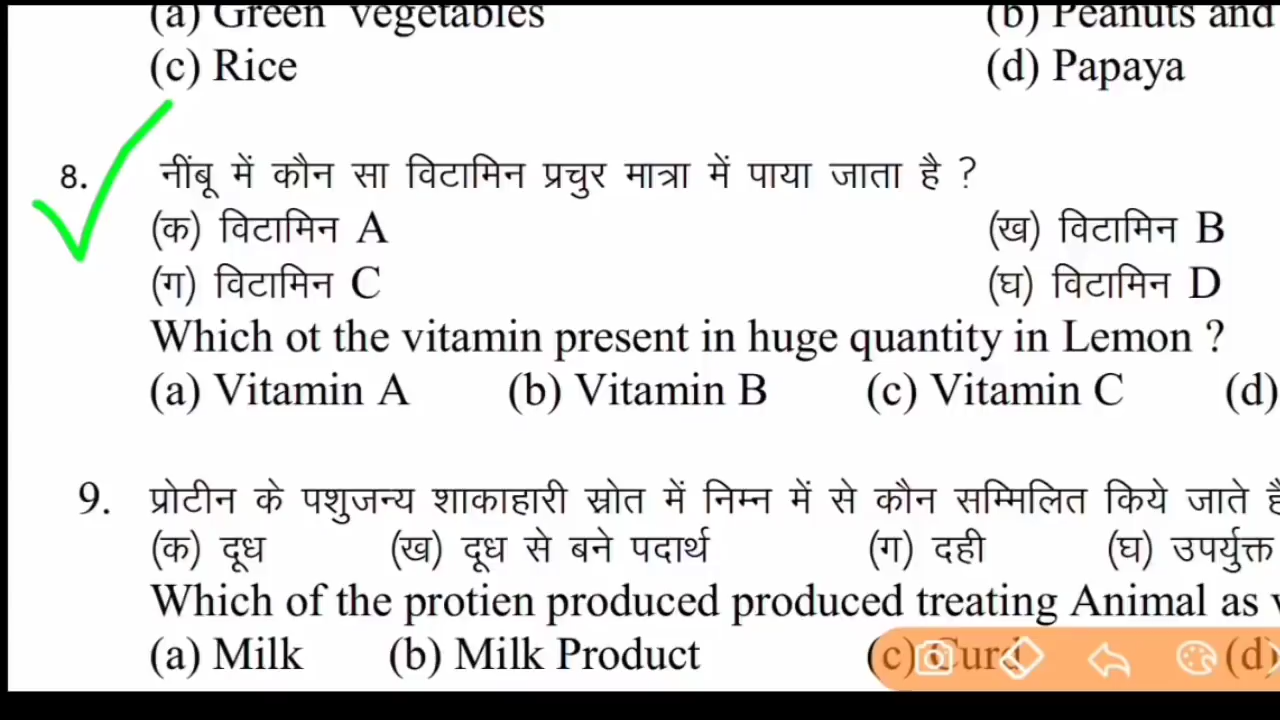 (a) Green vegetables (b) Peanuts and
(c) Rice (d) Papaya
8. नींबू में कौन सा विटामिन प्रचुर मात्रा में पाया जाता है ?
(क) विटामिन A (ख) विटामिन B
(ग) विटामिन C (घ) विटामिन D
Which ot the vitamin present in huge quantity in Lemon ?
(a) Vitamin A (b) Vitamin B (c) Vitamin C (d)
9. प्रोटीन के पशुजन्य शाकाहारी स्रोत में निम्न में से कौन सम्मिलित किये जाते
(क) दूध (ख) दूध से बने पदार्थ (ग) दही (घ) उपर्युक्त
Which of the protien produced produced treating Animal as
(a) Milk (b) Milk Product (c) Curd (d)